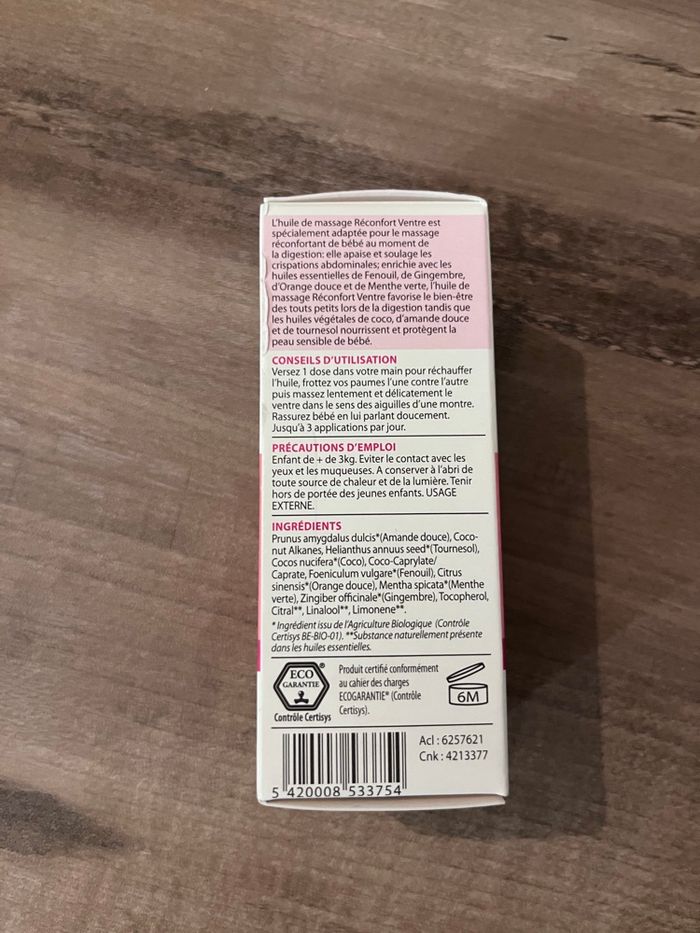 L'huile de massage Réconfort Ventre est
spécialement adaptée pour le massage
réconfortant de bébé au moment de
la digestion: elle apaise et soulage les
crispations abdominales; enrichie avec les
huiles essentielles de Fenouil, de Gingembre,
d'Orange douce et de Menthe verte, l'huile de
massage Réconfort Ventre favorise le bien-être
des touts petits lors de la digestion tandis que
les huiles végétales de coco, d'amande douce
et de tournesol nourrissent et protègent la
peau sensible de bébé.
CONSEILS D'UTILISATION
Versez 1 dose dans votre main pour réchauffer
l'huile, frottez vos paumes l'une contre l'autre
puis massez lentement et délicatement le
ventre dans le sens des aiguilles d'une montre.
Rassurez bébé en lui parlant doucement.
Jusqu'à 3 applications par jour.
PRÉCAUTIONS D'EMPLOI
Enfant de + de 3kg. Eviter le contact avec les
yeux et les muqueuses. A conserver à l'abri de
toute source de chaleur et de la lumière. Tenir
hors de portée des jeunes enfants. USAGE
EXTERNE.
INGRÉDIENTS
Prunus amygdalus dulcis*(Amande douce), Coco-
nut Alkanes, Helianthus annuus seed*(Tournesol),
Cocos nucifera*(Coco), Coco-Caprylate/
Caprate, Foeniculum vulgare*(Fenouil), Citrus
sinensis*(Orange douce), Mentha spicata*(Menthe
verte), Zingiber officinale*(Gingembre), Tocopherol,
Citral**, Linalool**, Limonene**.
* Ingrédient issu de l'Agriculture Biologique (Contrôle
Certisys BE-BIO-01). **Substance naturellement présente
dans les huiles essentielles.
ECO
GARANTIE
®
Contrôle Certisys
Produit certifié conformément
au cahier des charges
ECOGARANTIE® (Contrôle
Certisys).
6M
Acl : 6257621
Cnk : 4213377
5 420008 533754